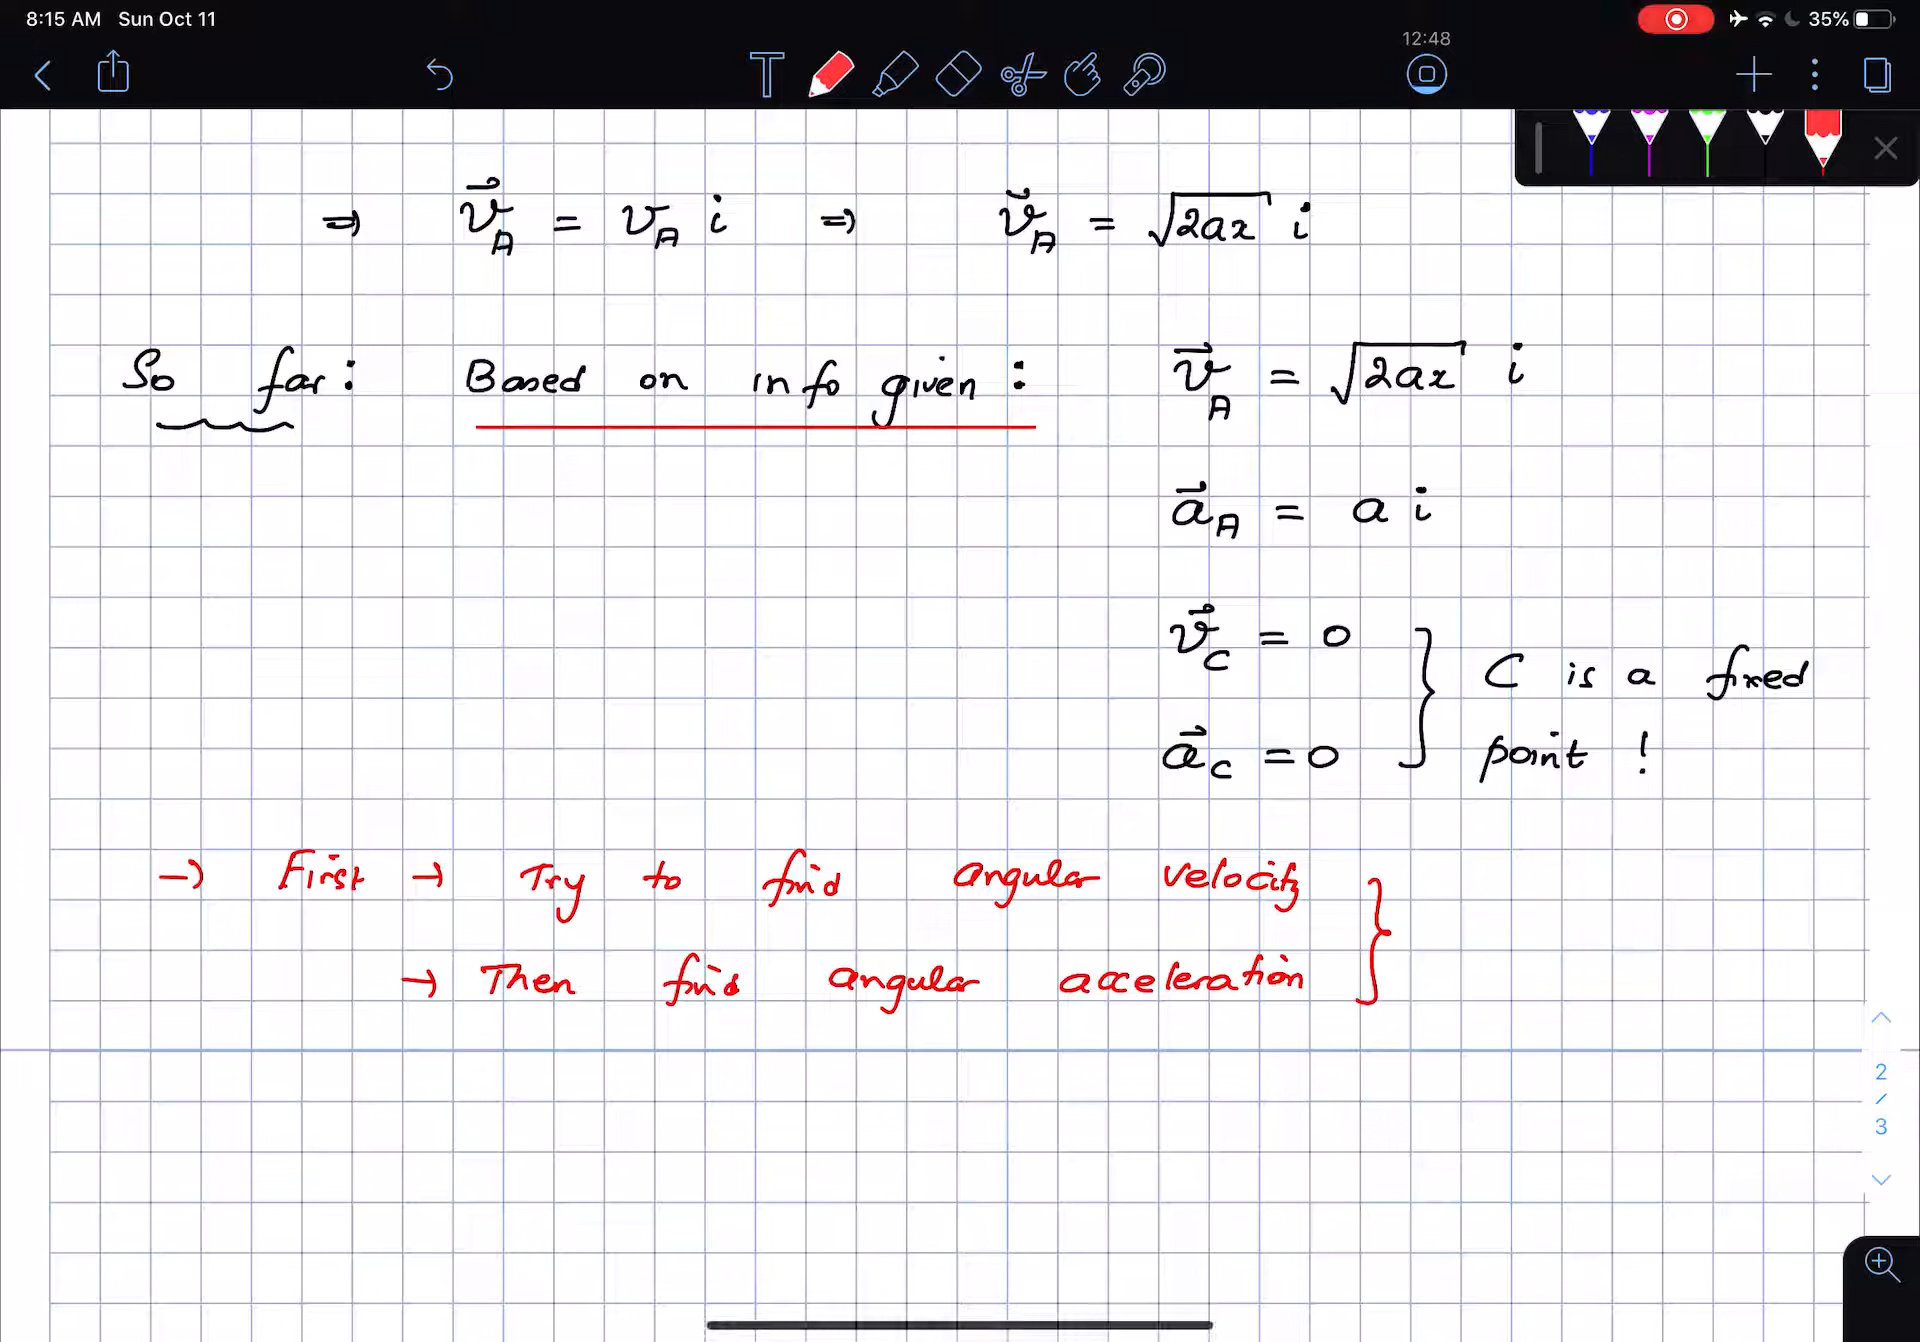 8:15 AM Sun Oct 11
35%
12:48
T
⇒ v⃗_A = v_A i ⇒ v⃗_A = √2ax i
So far: Based on info given: v⃗_A = √2ax i
a⃗_A = a i
v⃗_C = 0
C is a fixed
a⃗_C = 0
point !
→ First → Try to find angular velocity
→ Then find angular acceleration
2
/
3